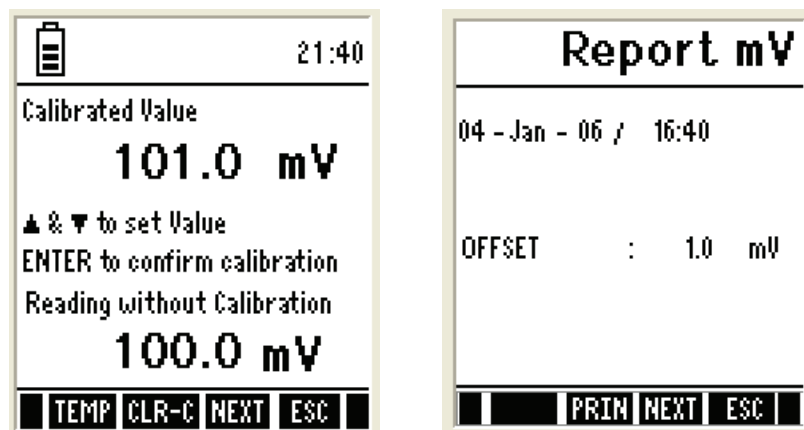 21:40
Calibrated Value
101.0 mV
▲ & ▼ to set Value
ENTER to confirm calibration
Reading without Calibration
100.0 mV
TEMP CLR-C NEXT ESC
Report mV
04 - Jan - 06 / 16:40
OFFSET : 1.0 mV
PRIN NEXT ESC